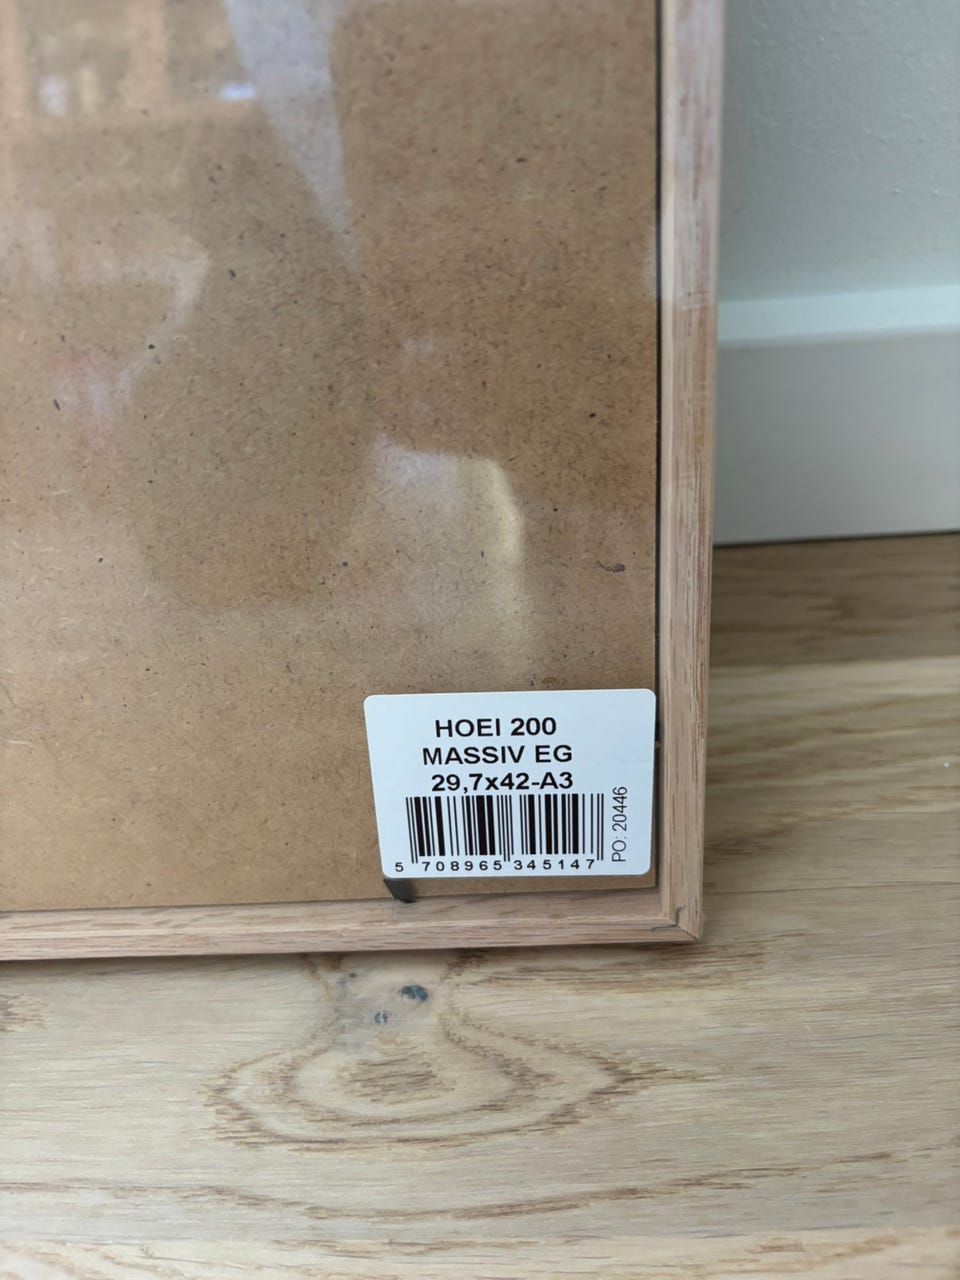 HOEI 200
MASSIV EG
29,7x42-A3
PO: 20446
5 708965 345147